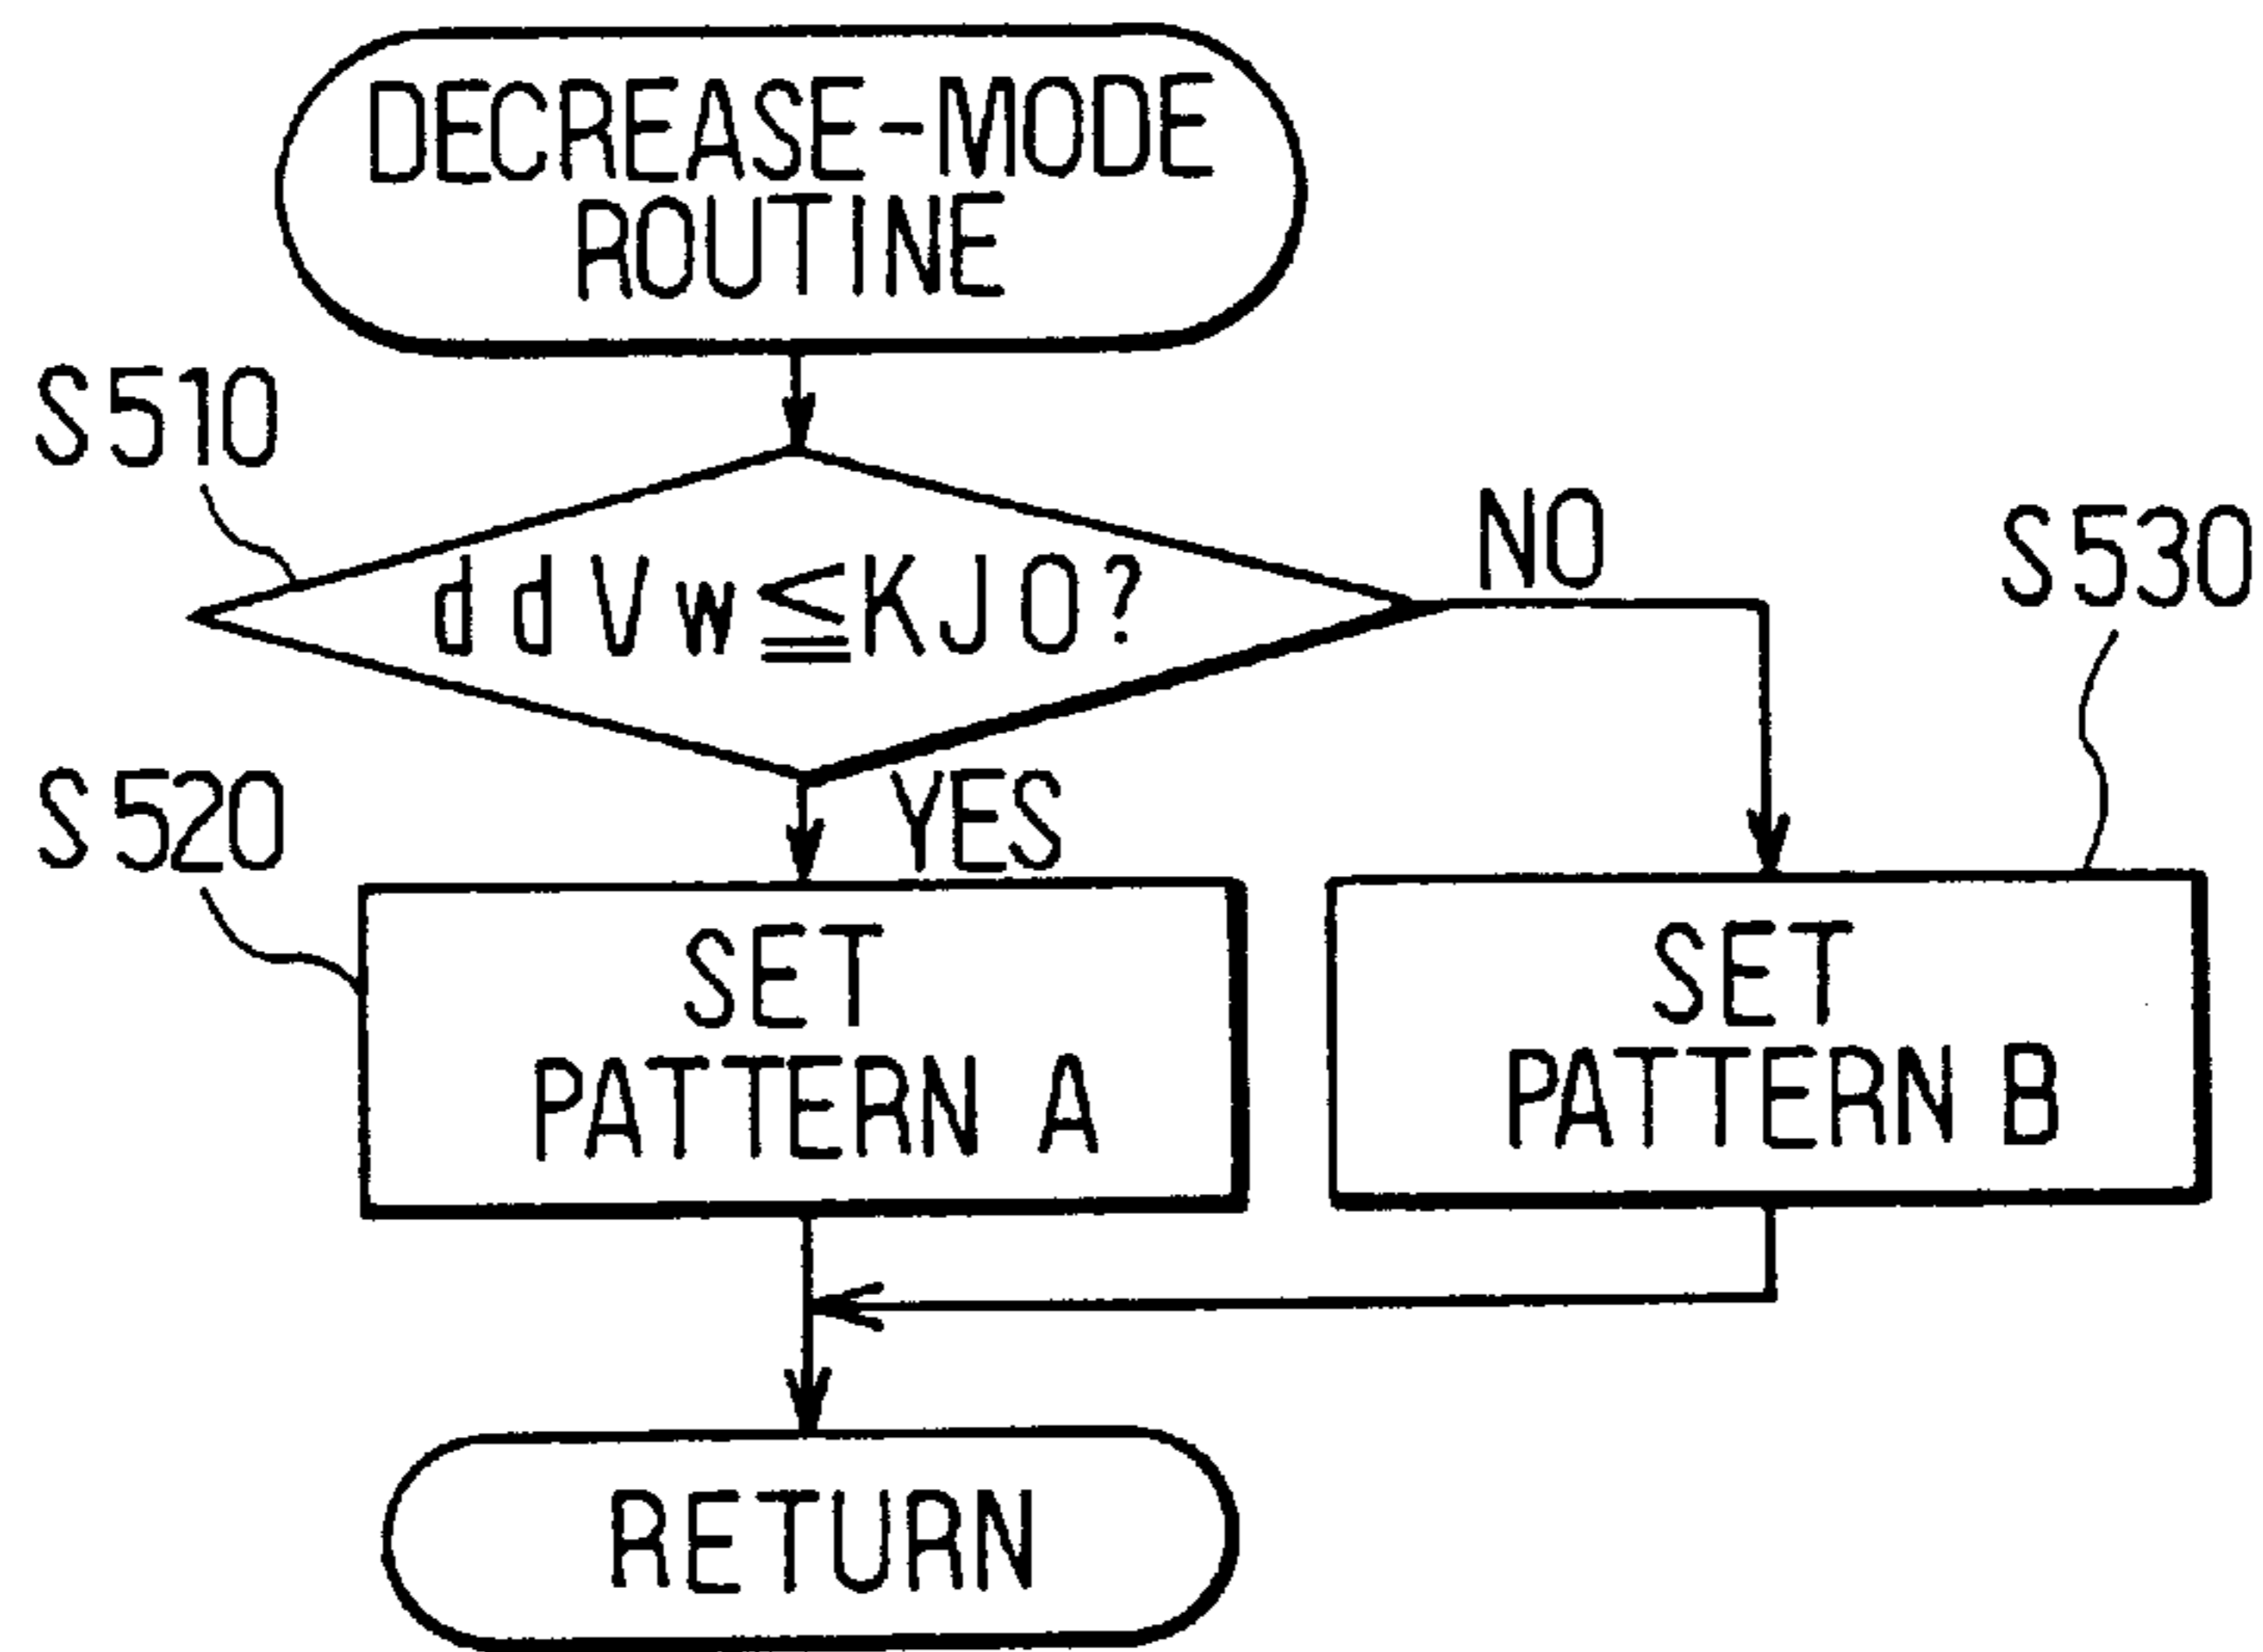 DECREASE-MODE
ROUTINE
S510
ddVw≦KJ0?
NO
S530
S520
YES
SET
PATTERN A
SET
PATTERN B
RETURN